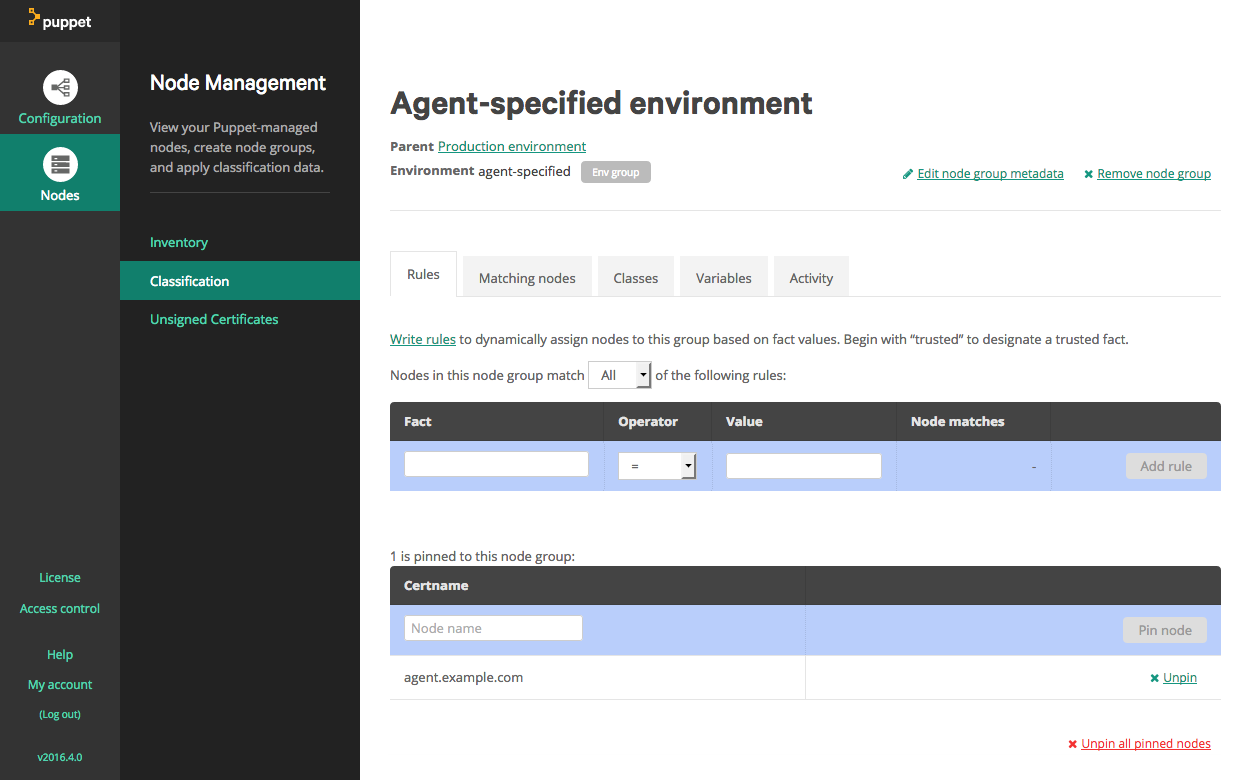 puppet
Configuration
Nodes
License
Access control
Help
My account
(Log out)
v2016.4.0
Node Management
View your Puppet-managed
nodes, create node groups,
and apply classification data.
Inventory
Classification
Unsigned Certificates
Agent-specified environment
Parent Production environment
Environment agent-specified Env group
Edit node group metadata Remove node group
Rules Matching nodes Classes Variables Activity
Write rules to dynamically assign nodes to this group based on fact values. Begin with “trusted” to designate a trusted fact.
Nodes in this node group match All of the following rules:
Fact Operator Value Node matches
= - Add rule
1 is pinned to this node group:
Certname
Node name Pin node
agent.example.com Unpin
Unpin all pinned nodes